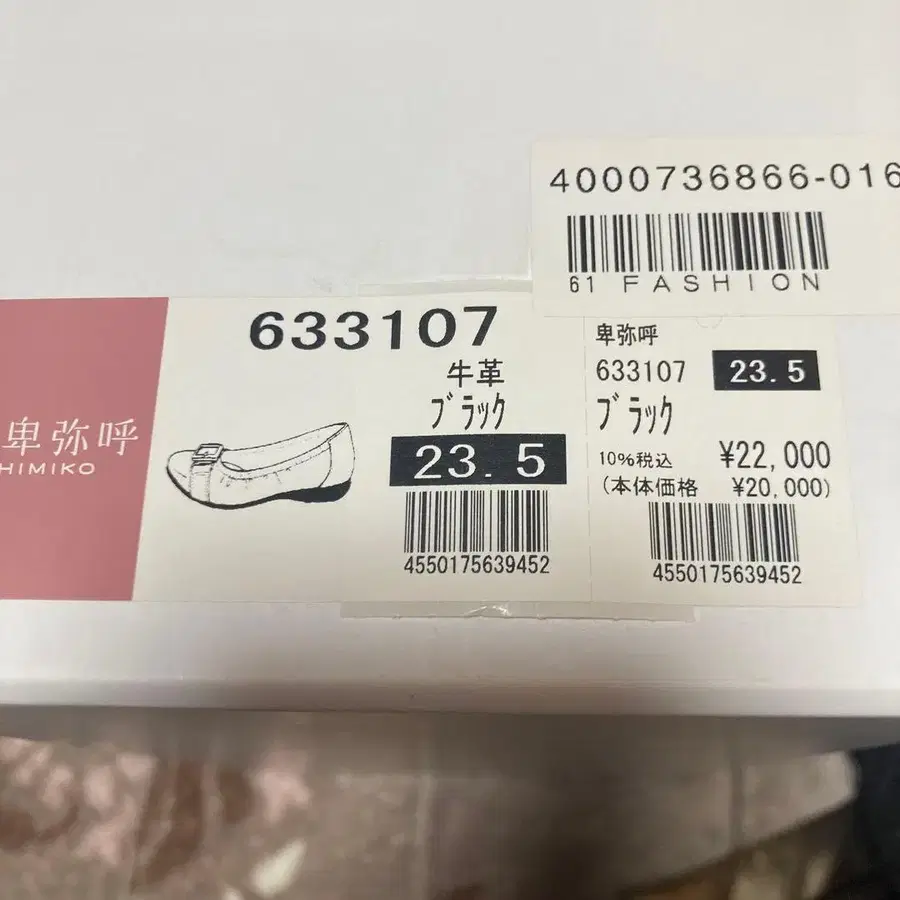 4000736866-016
61 FASHION
卑弥呼
HIMIKO
633107
牛革
ブラック
23.5
4550175639452
卑弥呼
633107 23.5
ブラック
10%税込 ¥22,000
(本体価格 ¥20,000)
4550175639452